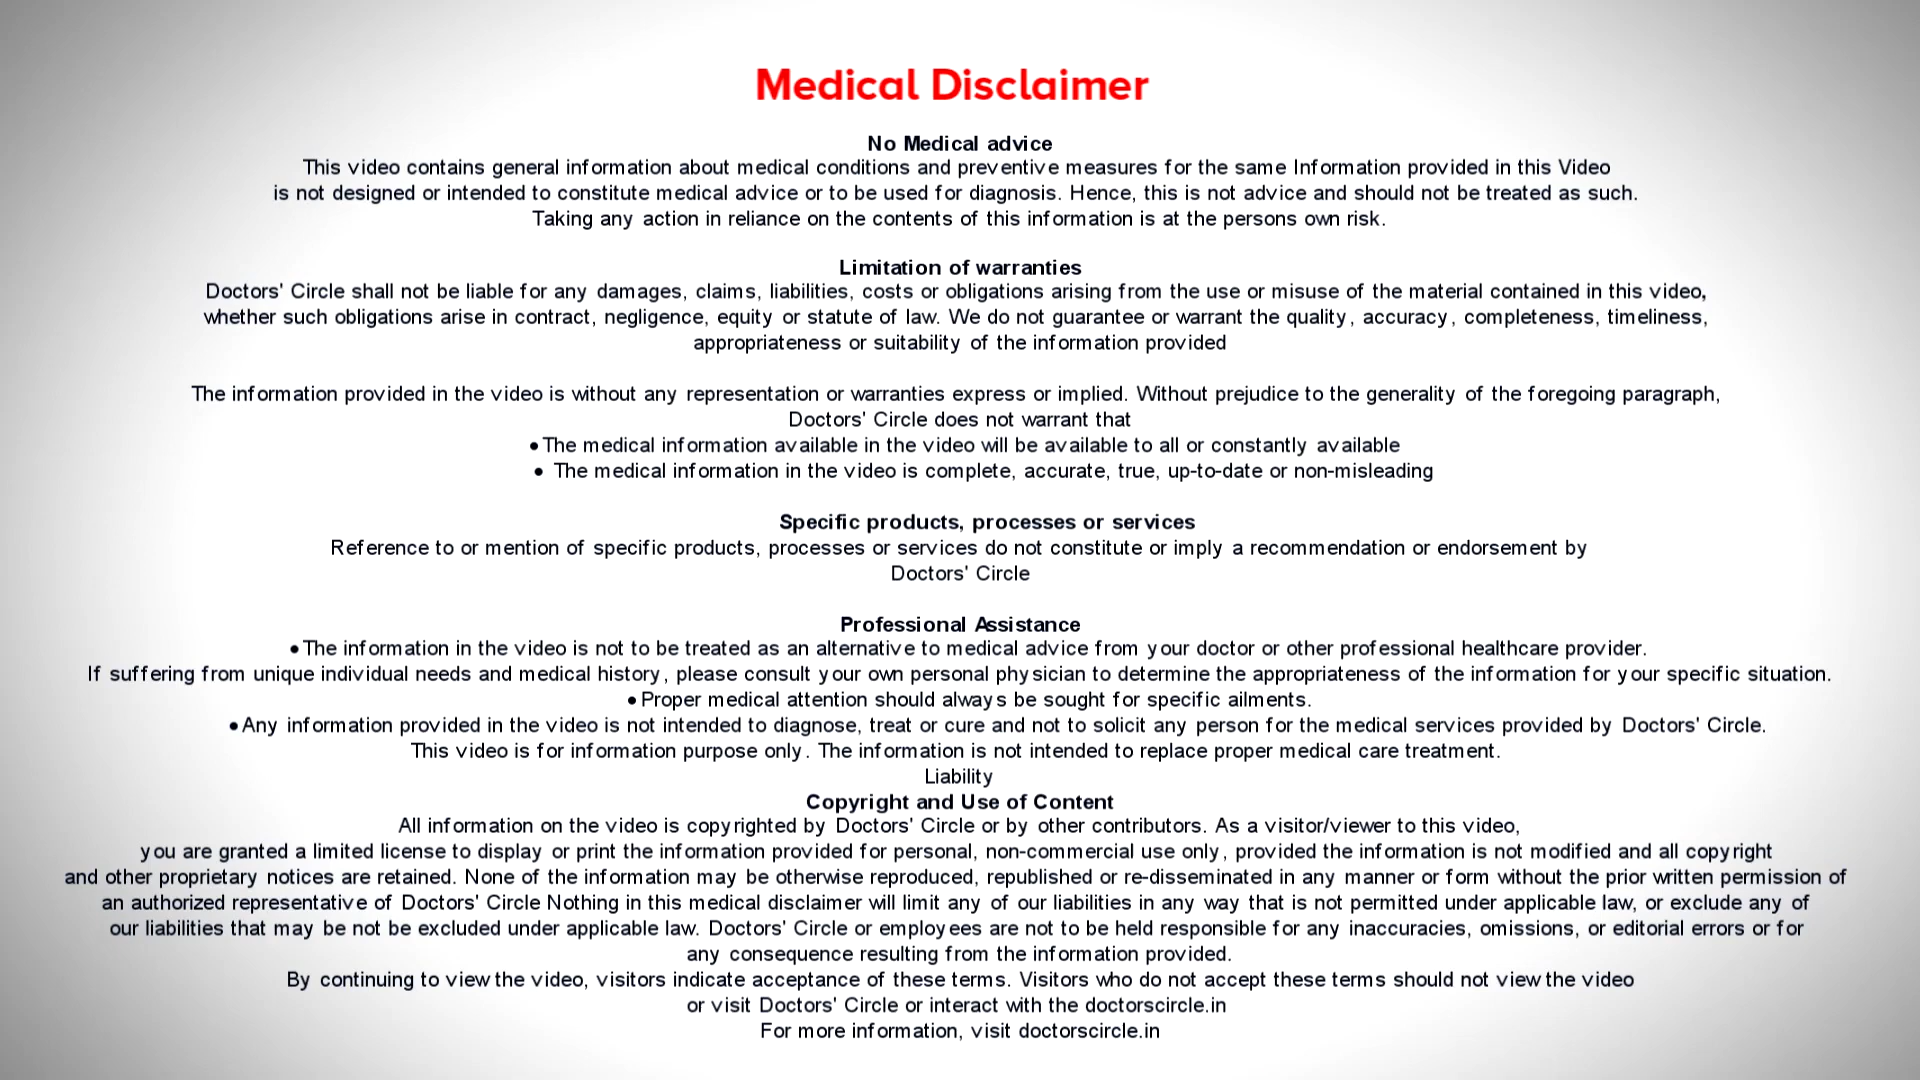 Medical Disclaimer
No Medical advice
This video contains general information about medical conditions and preventive measures for the same Information provided in this Video
is not designed or intended to constitute medical advice or to be used for diagnosis. Hence, this is not advice and should not be treated as such.
Taking any action in reliance on the contents of this information is at the persons own risk.
Limitation of warranties
Doctors' Circle shall not be liable for any damages, claims, liabilities, costs or obligations arising from the use or misuse of the material contained in this video,
whether such obligations arise in contract, negligence, equity or statute of law. We do not guarantee or warrant the quality, accuracy, completeness, timeliness,
appropriateness or suitability of the information provided
The information provided in the video is without any representation or warranties express or implied. Without prejudice to the generality of the foregoing paragraph,
Doctors' Circle does not warrant that
• The medical information available in the video will be available to all or constantly available
• The medical information in the video is complete, accurate, true, up-to-date or non-misleading
Specific products, processes or services
Reference to or mention of specific products, processes or services do not constitute or imply a recommendation or endorsement by
Doctors' Circle
Professional Assistance
• The information in the video is not to be treated as an alternative to medical advice from your doctor or other professional healthcare provider.
If suffering from unique individual needs and medical history, please consult your own personal physician to determine the appropriateness of the information for your specific situation.
• Proper medical attention should always be sought for specific ailments.
• Any information provided in the video is not intended to diagnose, treat or cure and not to solicit any person for the medical services provided by Doctors' Circle.
This video is for information purpose only. The information is not intended to replace proper medical care treatment.
Liability
Copyright and Use of Content
All information on the video is copyrighted by Doctors' Circle or by other contributors. As a visitor/viewer to this video,
you are granted a limited license to display or print the information provided for personal, non-commercial use only, provided the information is not modified and all copyright
and other proprietary notices are retained. None of the information may be otherwise reproduced, republished or re-disseminated in any manner or form without the prior written permission of
an authorized representative of Doctors' Circle Nothing in this medical disclaimer will limit any of our liabilities in any way that is not permitted under applicable law, or exclude any of
our liabilities that may be not be excluded under applicable law. Doctors' Circle or employees are not to be held responsible for any inaccuracies, omissions, or editorial errors or for
any consequence resulting from the information provided.
By continuing to view the video, visitors indicate acceptance of these terms. Visitors who do not accept these terms should not view the video
or visit Doctors' Circle or interact with the doctorscircle.in
For more information, visit doctorscircle.in